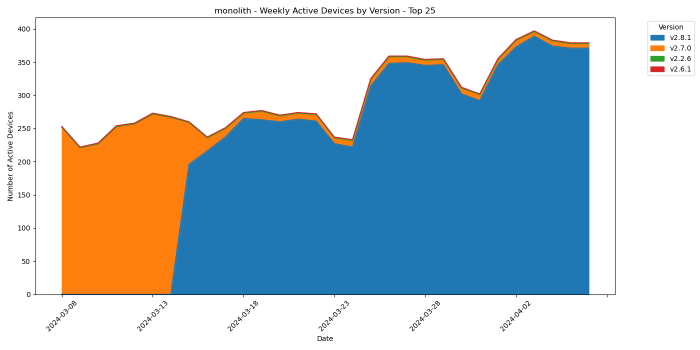 monolith - Weekly Active Devices by Version - Top 25
Version
v2.8.1
v2.7.0
v2.2.6
v2.6.1
Number of Active Devices
400
350
300
250
200
150
100
50
0
2024-03-08
2024-03-13
2024-03-18
2024-03-23
2024-03-28
2024-04-02
Date